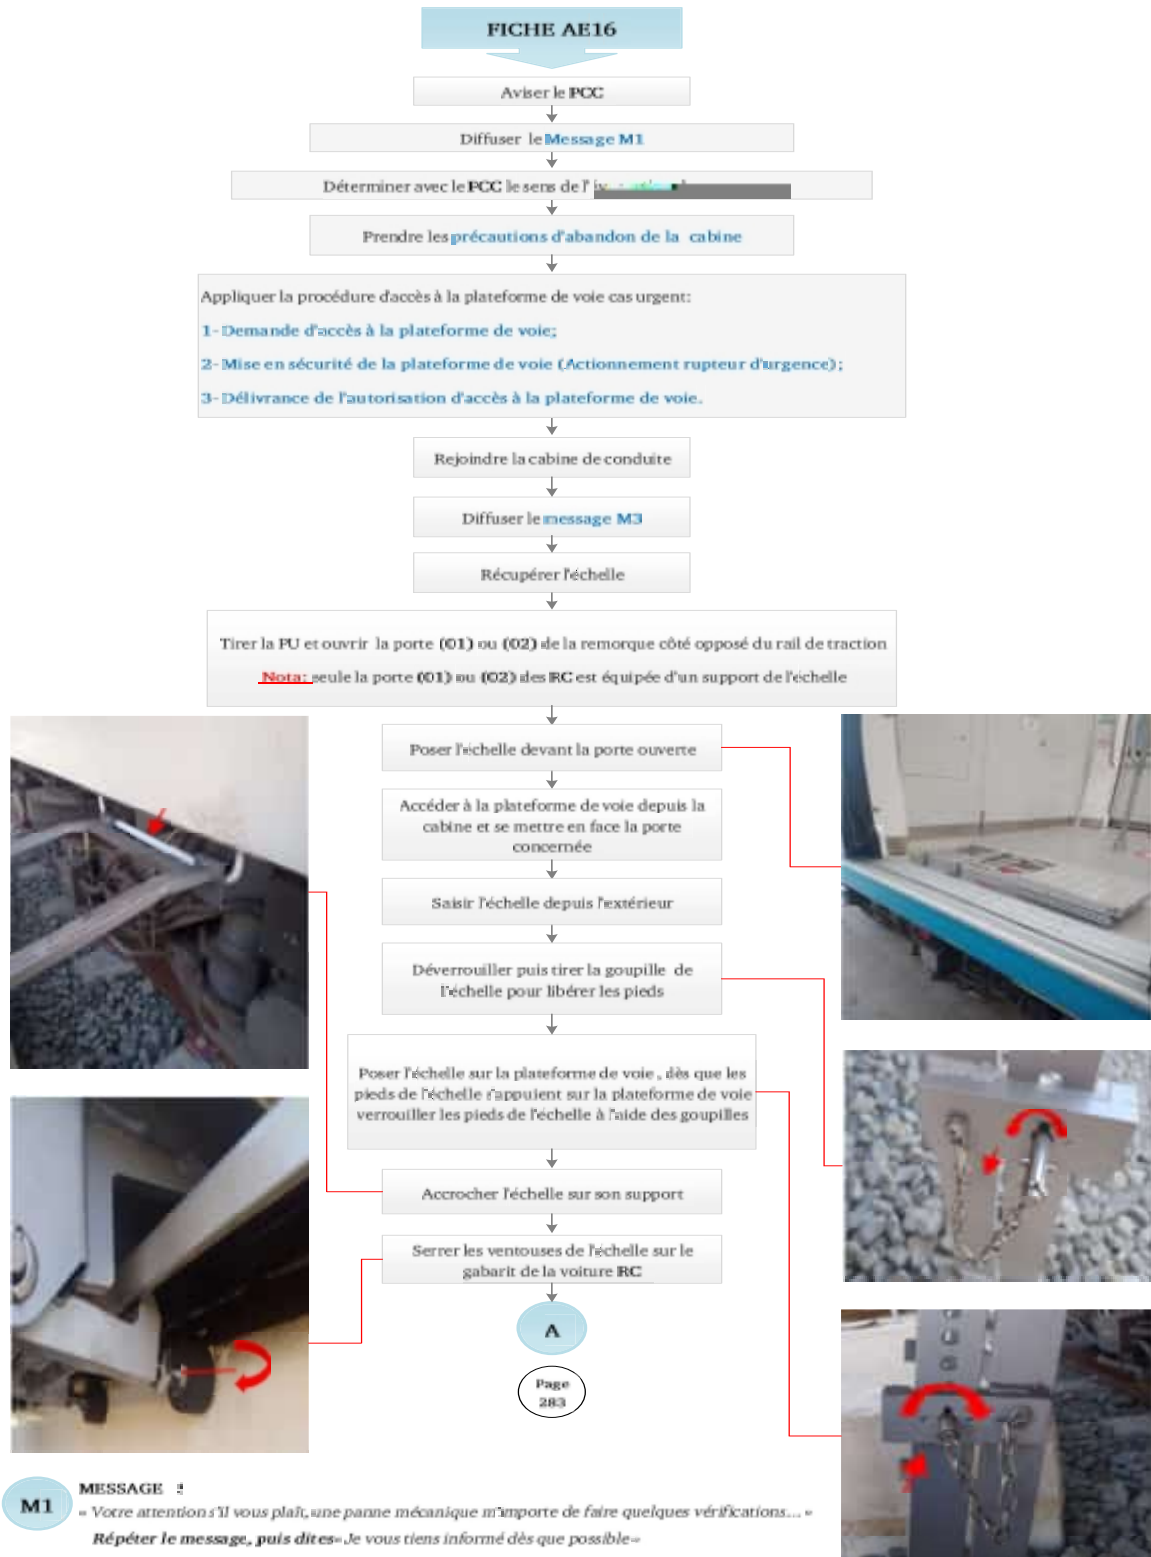 FICHE AE16
Aviser le PCC
Diffuser le Message M1
Déterminer avec le PCC le sens de l'
Prendre les précautions d'abandon de la cabine
Appliquer la procédure d'accès à la plateforme de voie cas urgent:
1- Demande d'accès à la plateforme de voie;
2- Mise en sécurité de la plateforme de voie (Actionnement rupteur d'urgence);
3- Délivrance de l'autorisation d'accès à la plateforme de voie.
Rejoindre la cabine de conduite
Diffuser le message M3
Récupérer l'échelle
Tirer la PU et ouvrir la porte (01) ou (02) de la remorque côté opposé du rail de traction
Nota: seule la porte (01) ou (02) des RC est équipée d'un support de l'échelle
Poser l'échelle devant la porte ouverte
Accéder à la plateforme de voie depuis la
cabine et se mettre en face la porte
concernée
Saisir l'échelle depuis l'extérieur
Déverrouiller puis tirer la goupille de
l'échelle pour libérer les pieds
Poser l'échelle sur la plateforme de voie, dès que les
pieds de l'échelle s'appuient sur la plateforme de voie
verrouiller les pieds de l'échelle à l'aide des goupilles
Accrocher l'échelle sur son support
Serrer les ventouses de l'échelle sur le
gabarit de la voiture RC
A
Page
283
M1
MESSAGE :
« Votre attention s'il vous plaît, une panne mécanique m'importe de faire quelques vérifications... »
Répéter le message, puis dites « Je vous tiens informé dès que possible »